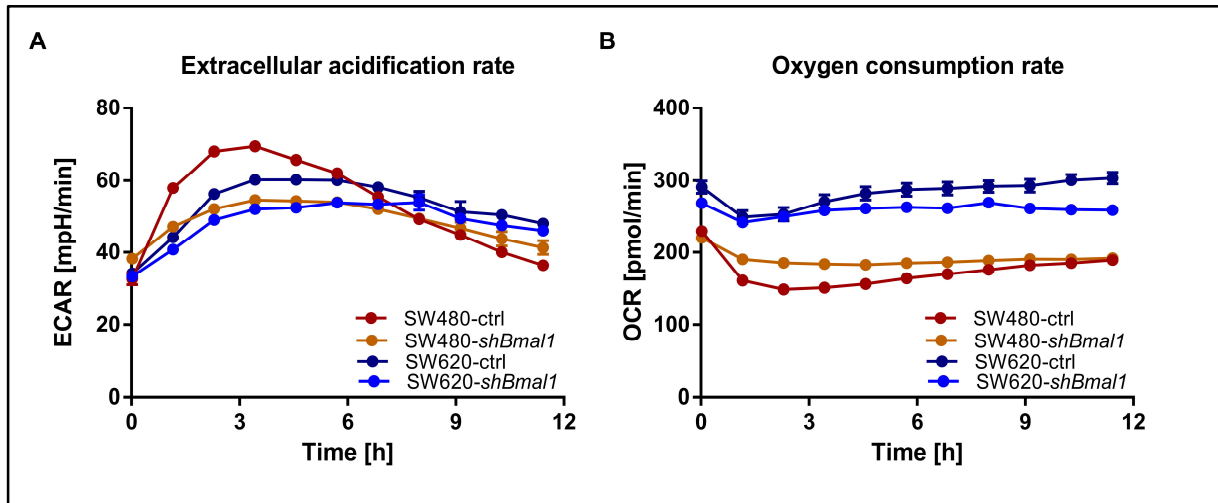 A
Extracellular acidification rate
ECAR [mpH/min]
80
60
40
20
0
0 3 6 9 12
Time [h]
SW480-ctrl
SW480-shBmal1
SW620-ctrl
SW620-shBmal1
B
Oxygen consumption rate
OCR [pmol/min]
400
300
200
100
0
0 3 6 9 12
Time [h]
SW480-ctrl
SW480-shBmal1
SW620-ctrl
SW620-shBmal1